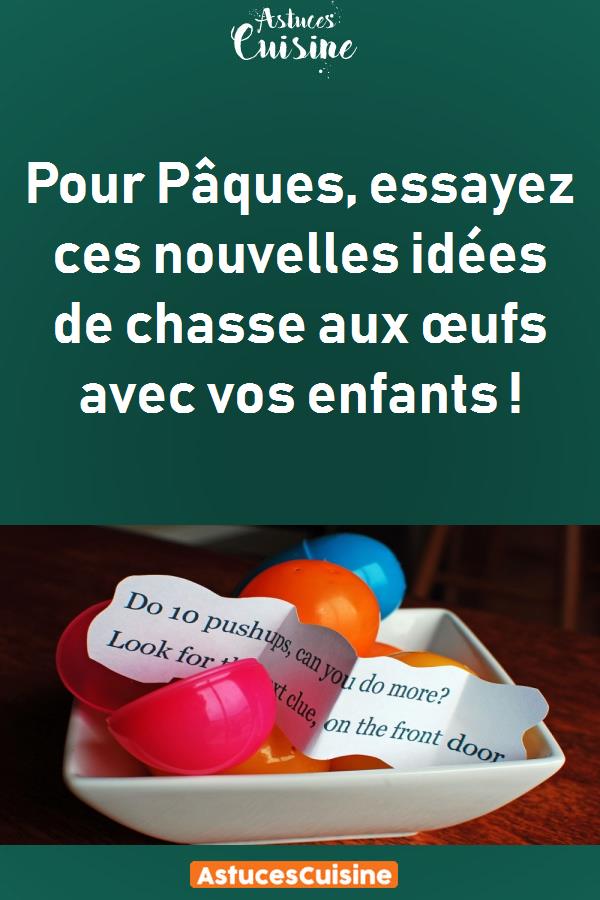 Astuces
Cuisine
Pour Pâques, essayez
ces nouvelles idées
de chasse aux œufs
avec vos enfants !
Do 10 pushups, can you do more?
Look for xt clue, on the front door
AstucesCuisine